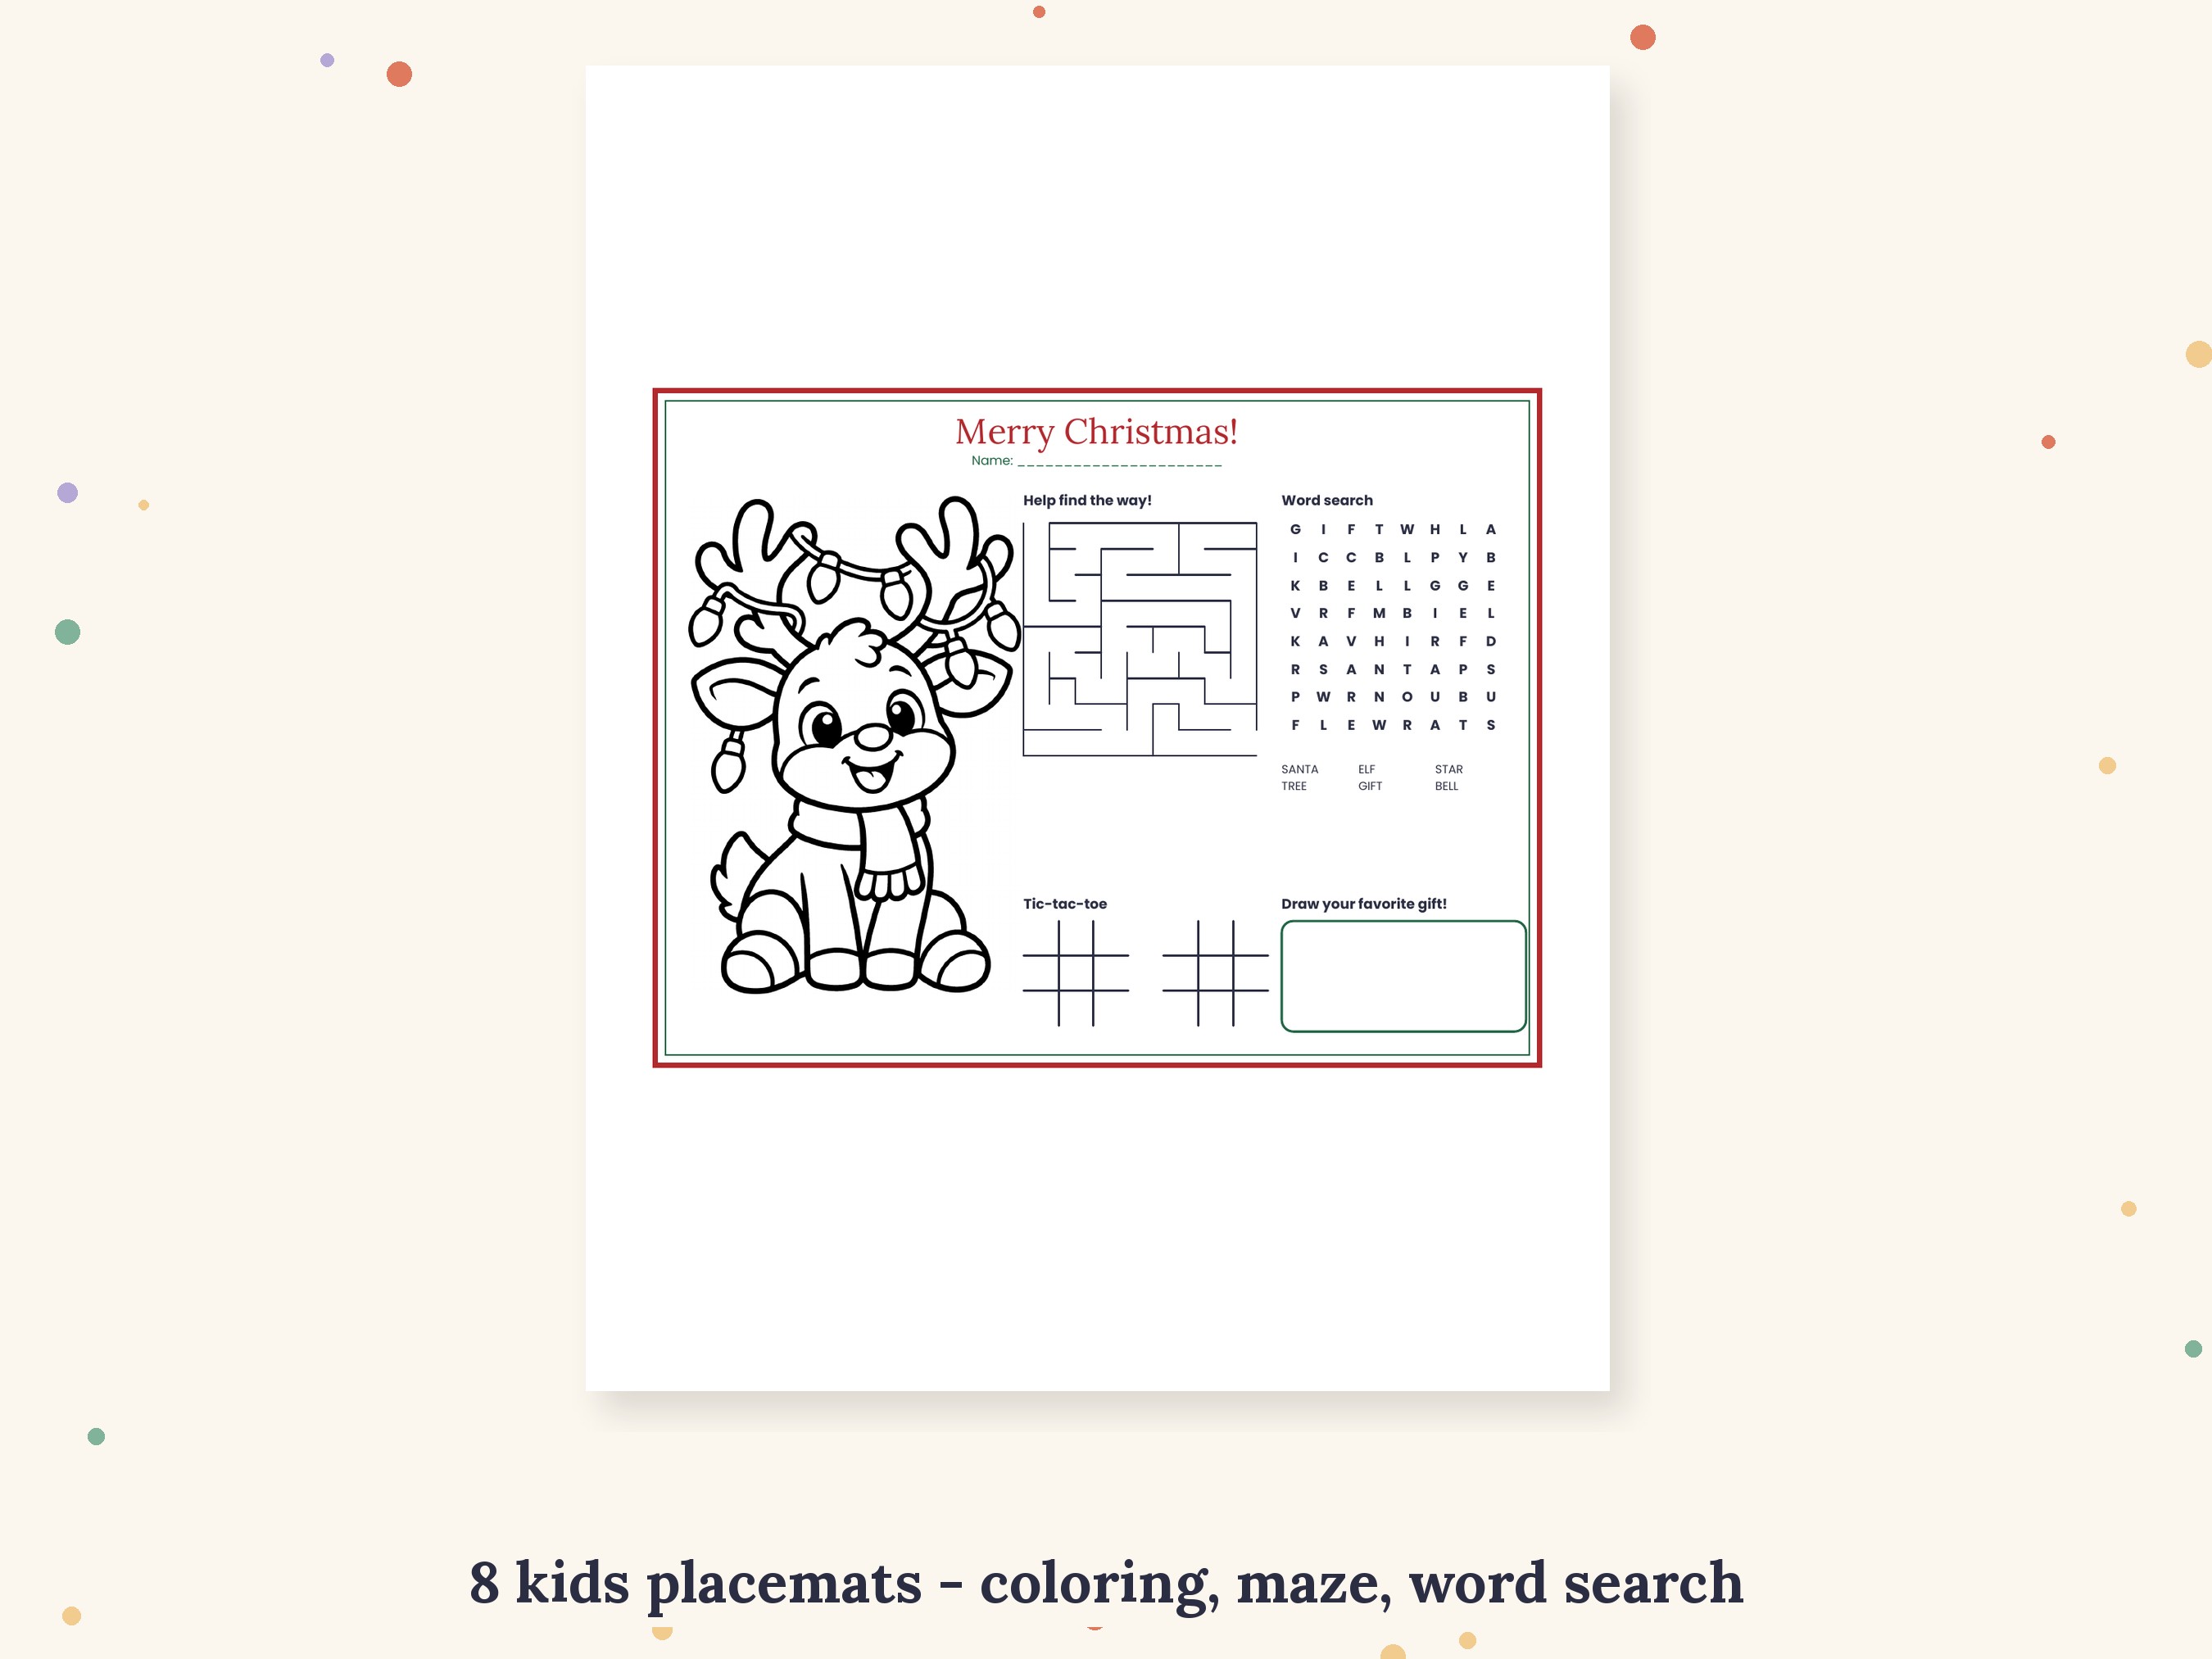 Merry Christmas!
Name: _____________________
Help find the way!
Word search
G I F T W H L A
I C C B L P Y B
K B E L L G G E
V R F M B I E L
K A V H I R F D
R S A N T A P S
P W R N O U B U
F L E W R A T S
SANTA ELF STAR
TREE GIFT BELL
Tic-tac-toe
Draw your favorite gift!
8 kids placemats - coloring, maze, word search